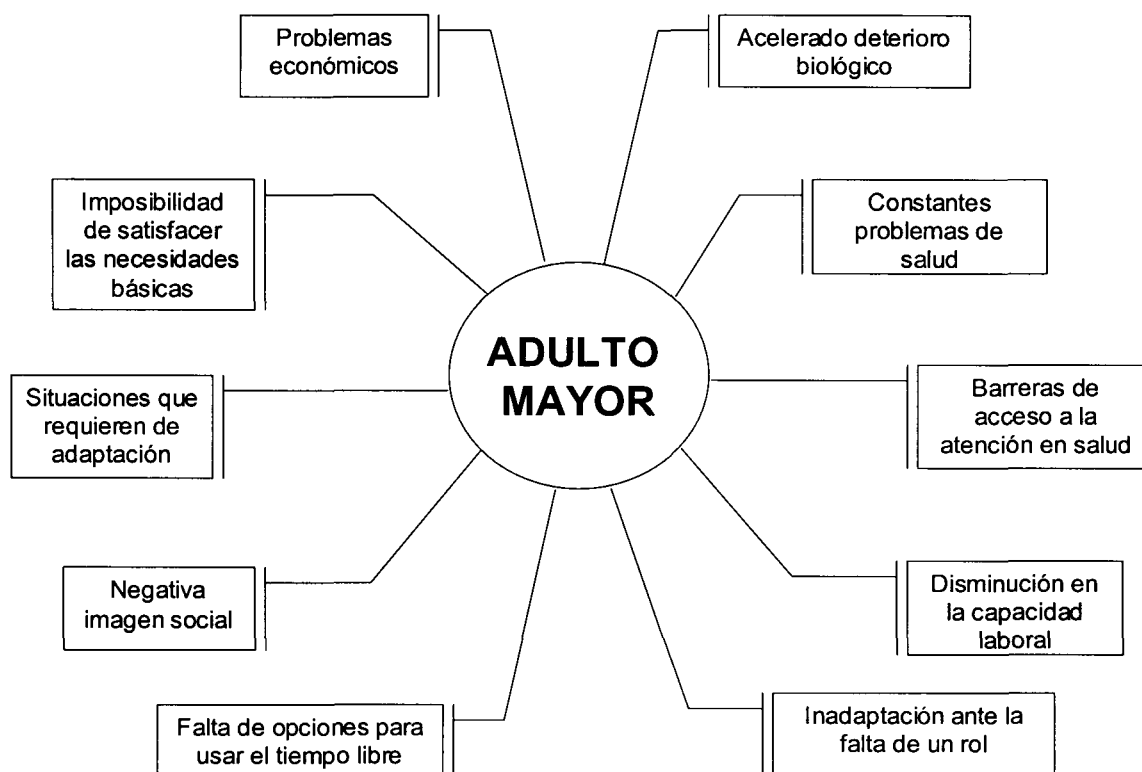 Problemas
económicos
Acelerado deterioro
biológico
Imposibilidad
de satisfacer
las necesidades
básicas
Constantes
problemas de
salud
ADULTO
MAYOR
Situaciones que
requieren de
adaptación
Barreras de
acceso a la
atención en salud
Negativa
imagen social
Disminución en
la capacidad
laboral
Falta de opciones para
usar el tiempo libre
Inadaptación ante la
falta de un rol